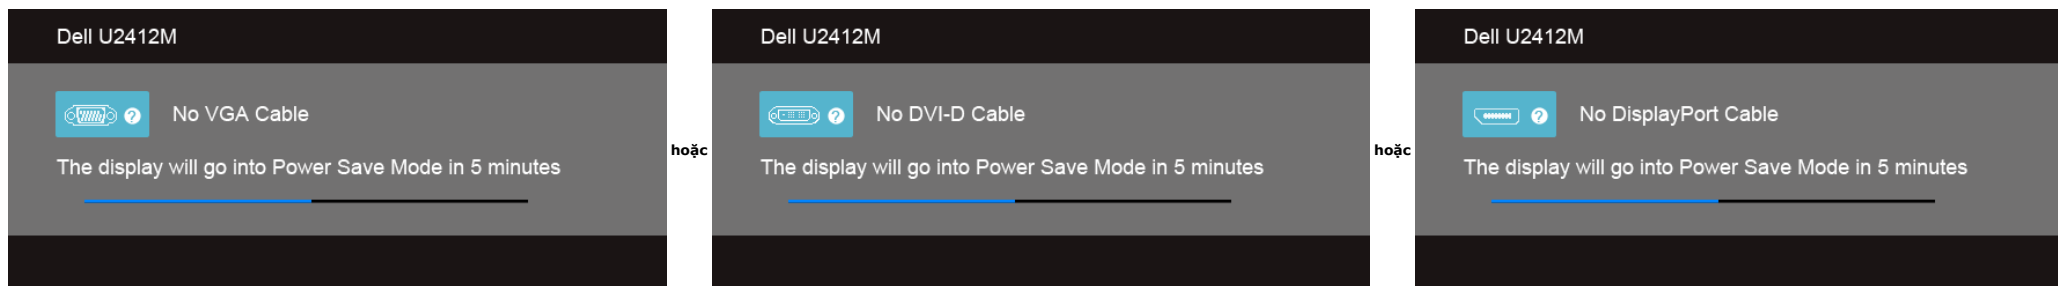 Dell U2412M
No VGA Cable
The display will go into Power Save Mode in 5 minutes
hoặc
Dell U2412M
No DVI-D Cable
The display will go into Power Save Mode in 5 minutes
hoặc
Dell U2412M
No DisplayPort Cable
The display will go into Power Save Mode in 5 minutes